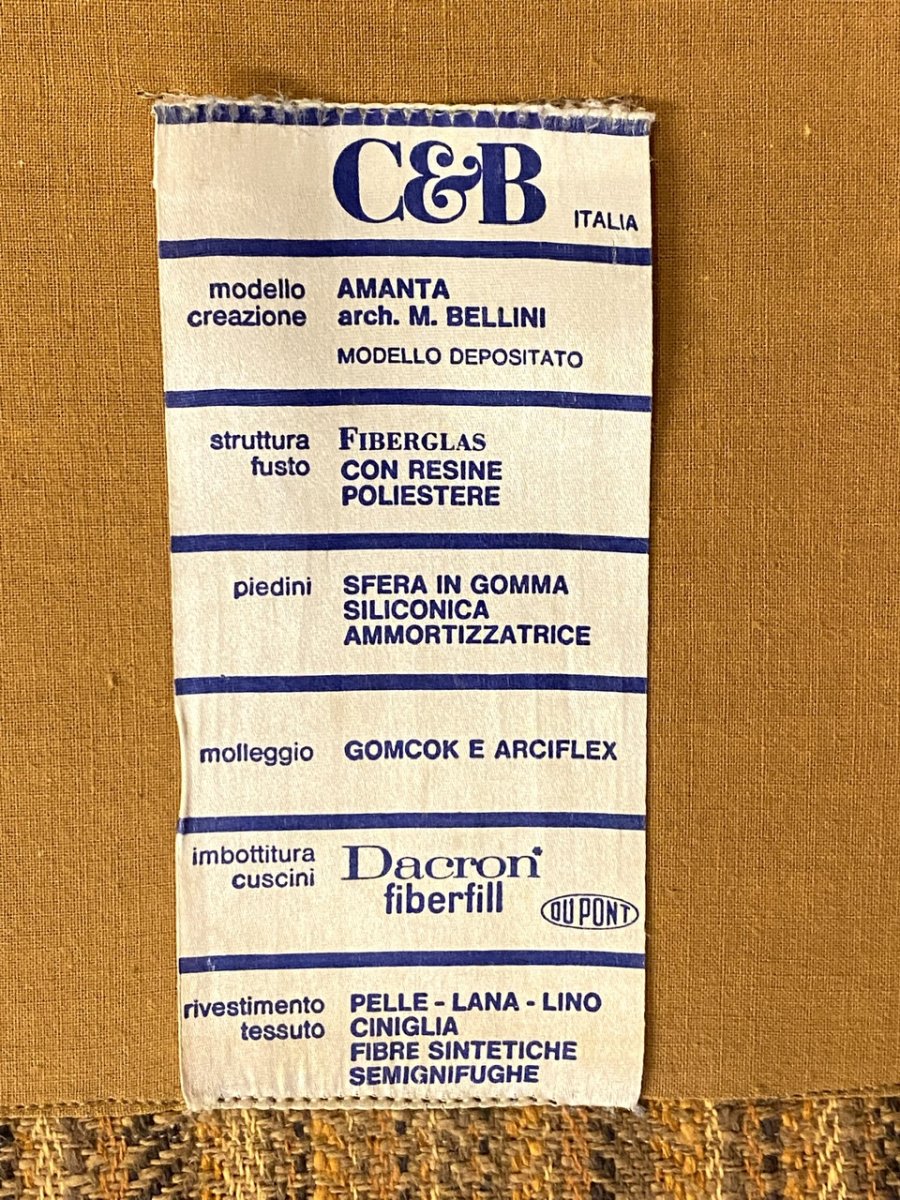 C&B ITALIA
modello AMANTA
creazione arch. M. BELLINI
MODELLO DEPOSITATO
struttura FIBERGLAS
fusto CON RESINE
POLIESTERE
piedini SFERA IN GOMMA
SILICONICA
AMMORTIZZATRICE
molleggio GOMCOK E ARCIFLEX
imbottitura Dacron*
cuscini fiberfill
DU PONT
rivestimento PELLE - LANA - LINO
tessuto CINIGLIA
FIBRE SINTETICHE
SEMIGNIFUGHE